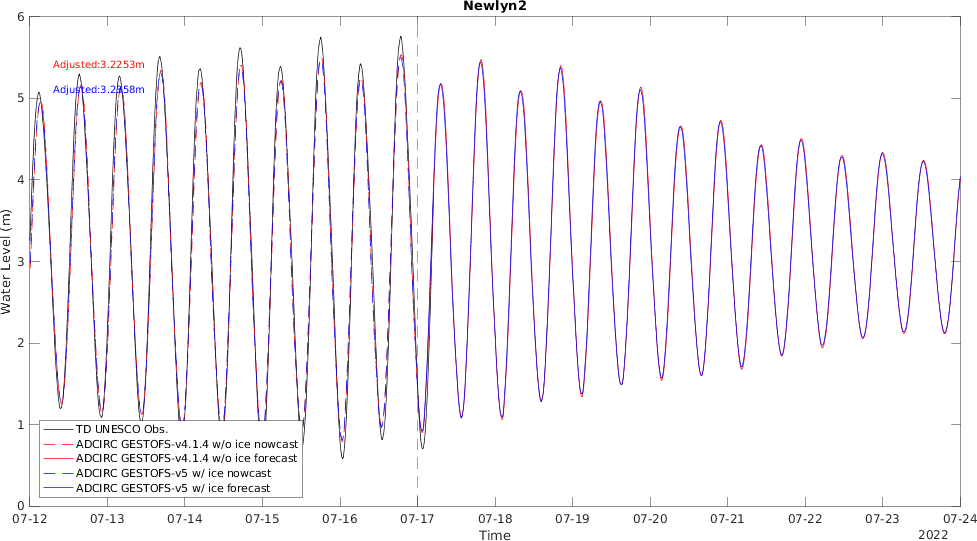 Newlyn2
6
5
4
3
2
1
0
Water Level (m)
Adjusted:3.2253m
Adjusted:3.2358m
TD UNESCO Obs.
ADCIRC GESTOFS-v4.1.4 w/o ice nowcast
ADCIRC GESTOFS-v4.1.4 w/o ice forecast
ADCIRC GESTOFS-v5 w/ ice nowcast
ADCIRC GESTOFS-v5 w/ ice forecast
07-12 07-13 07-14 07-15 07-16 07-17 07-18 07-19 07-20 07-21 07-22 07-23 07-24
Time
2022